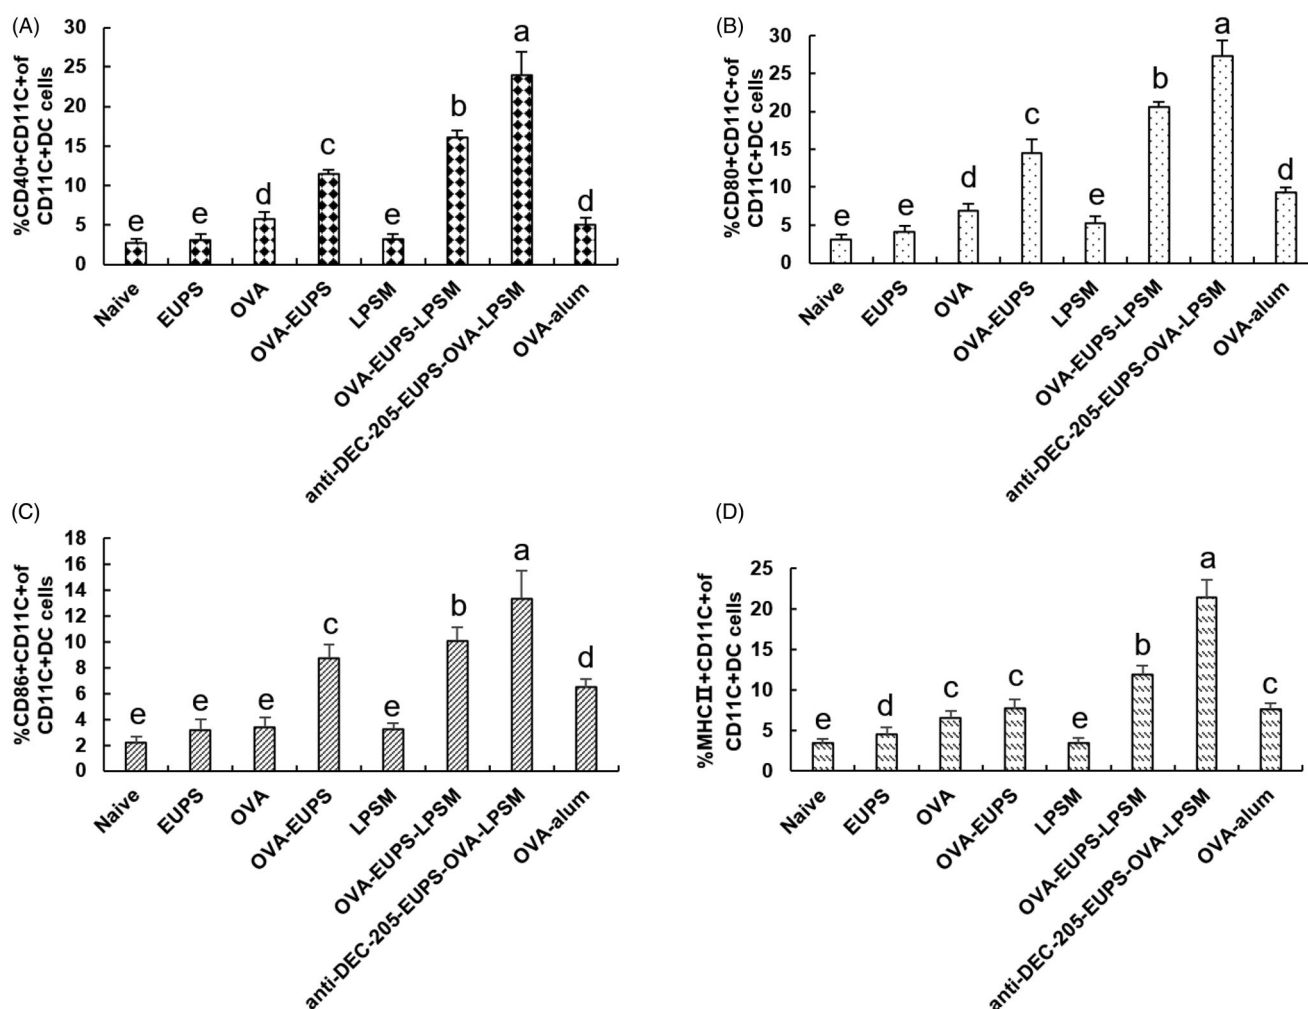 (A)
%CD40+CD11C+of
CD11C+DC cells
30
25
20
15
10
5
0
e
e
d
c
e
b
a
d
Naive
EUPS
OVA
OVA-EUPS
LPSM
OVA-EUPS-LPSM
anti-DEC-205-EUPS-OVA-LPSM
OVA-alum
(B)
%CD80+CD11C+of
CD11C+DC cells
30
25
20
15
10
5
0
e
e
d
c
e
b
a
d
Naive
EUPS
OVA
OVA-EUPS
LPSM
OVA-EUPS-LPSM
anti-DEC-205-EUPS-OVA-LPSM
OVA-alum
(C)
%CD86+CD11C+of
CD11C+DC cells
18
16
14
12
10
8
6
4
2
0
e
e
e
c
e
b
a
d
Naive
EUPS
OVA
OVA-EUPS
LPSM
OVA-EUPS-LPSM
anti-DEC-205-EUPS-OVA-LPSM
OVA-alum
(D)
%MHCⅡ+CD11C+of
CD11C+DC cells
25
20
15
10
5
0
e
d
c
c
e
b
a
c
Naive
EUPS
OVA
OVA-EUPS
LPSM
OVA-EUPS-LPSM
anti-DEC-205-EUPS-OVA-LPSM
OVA-alum